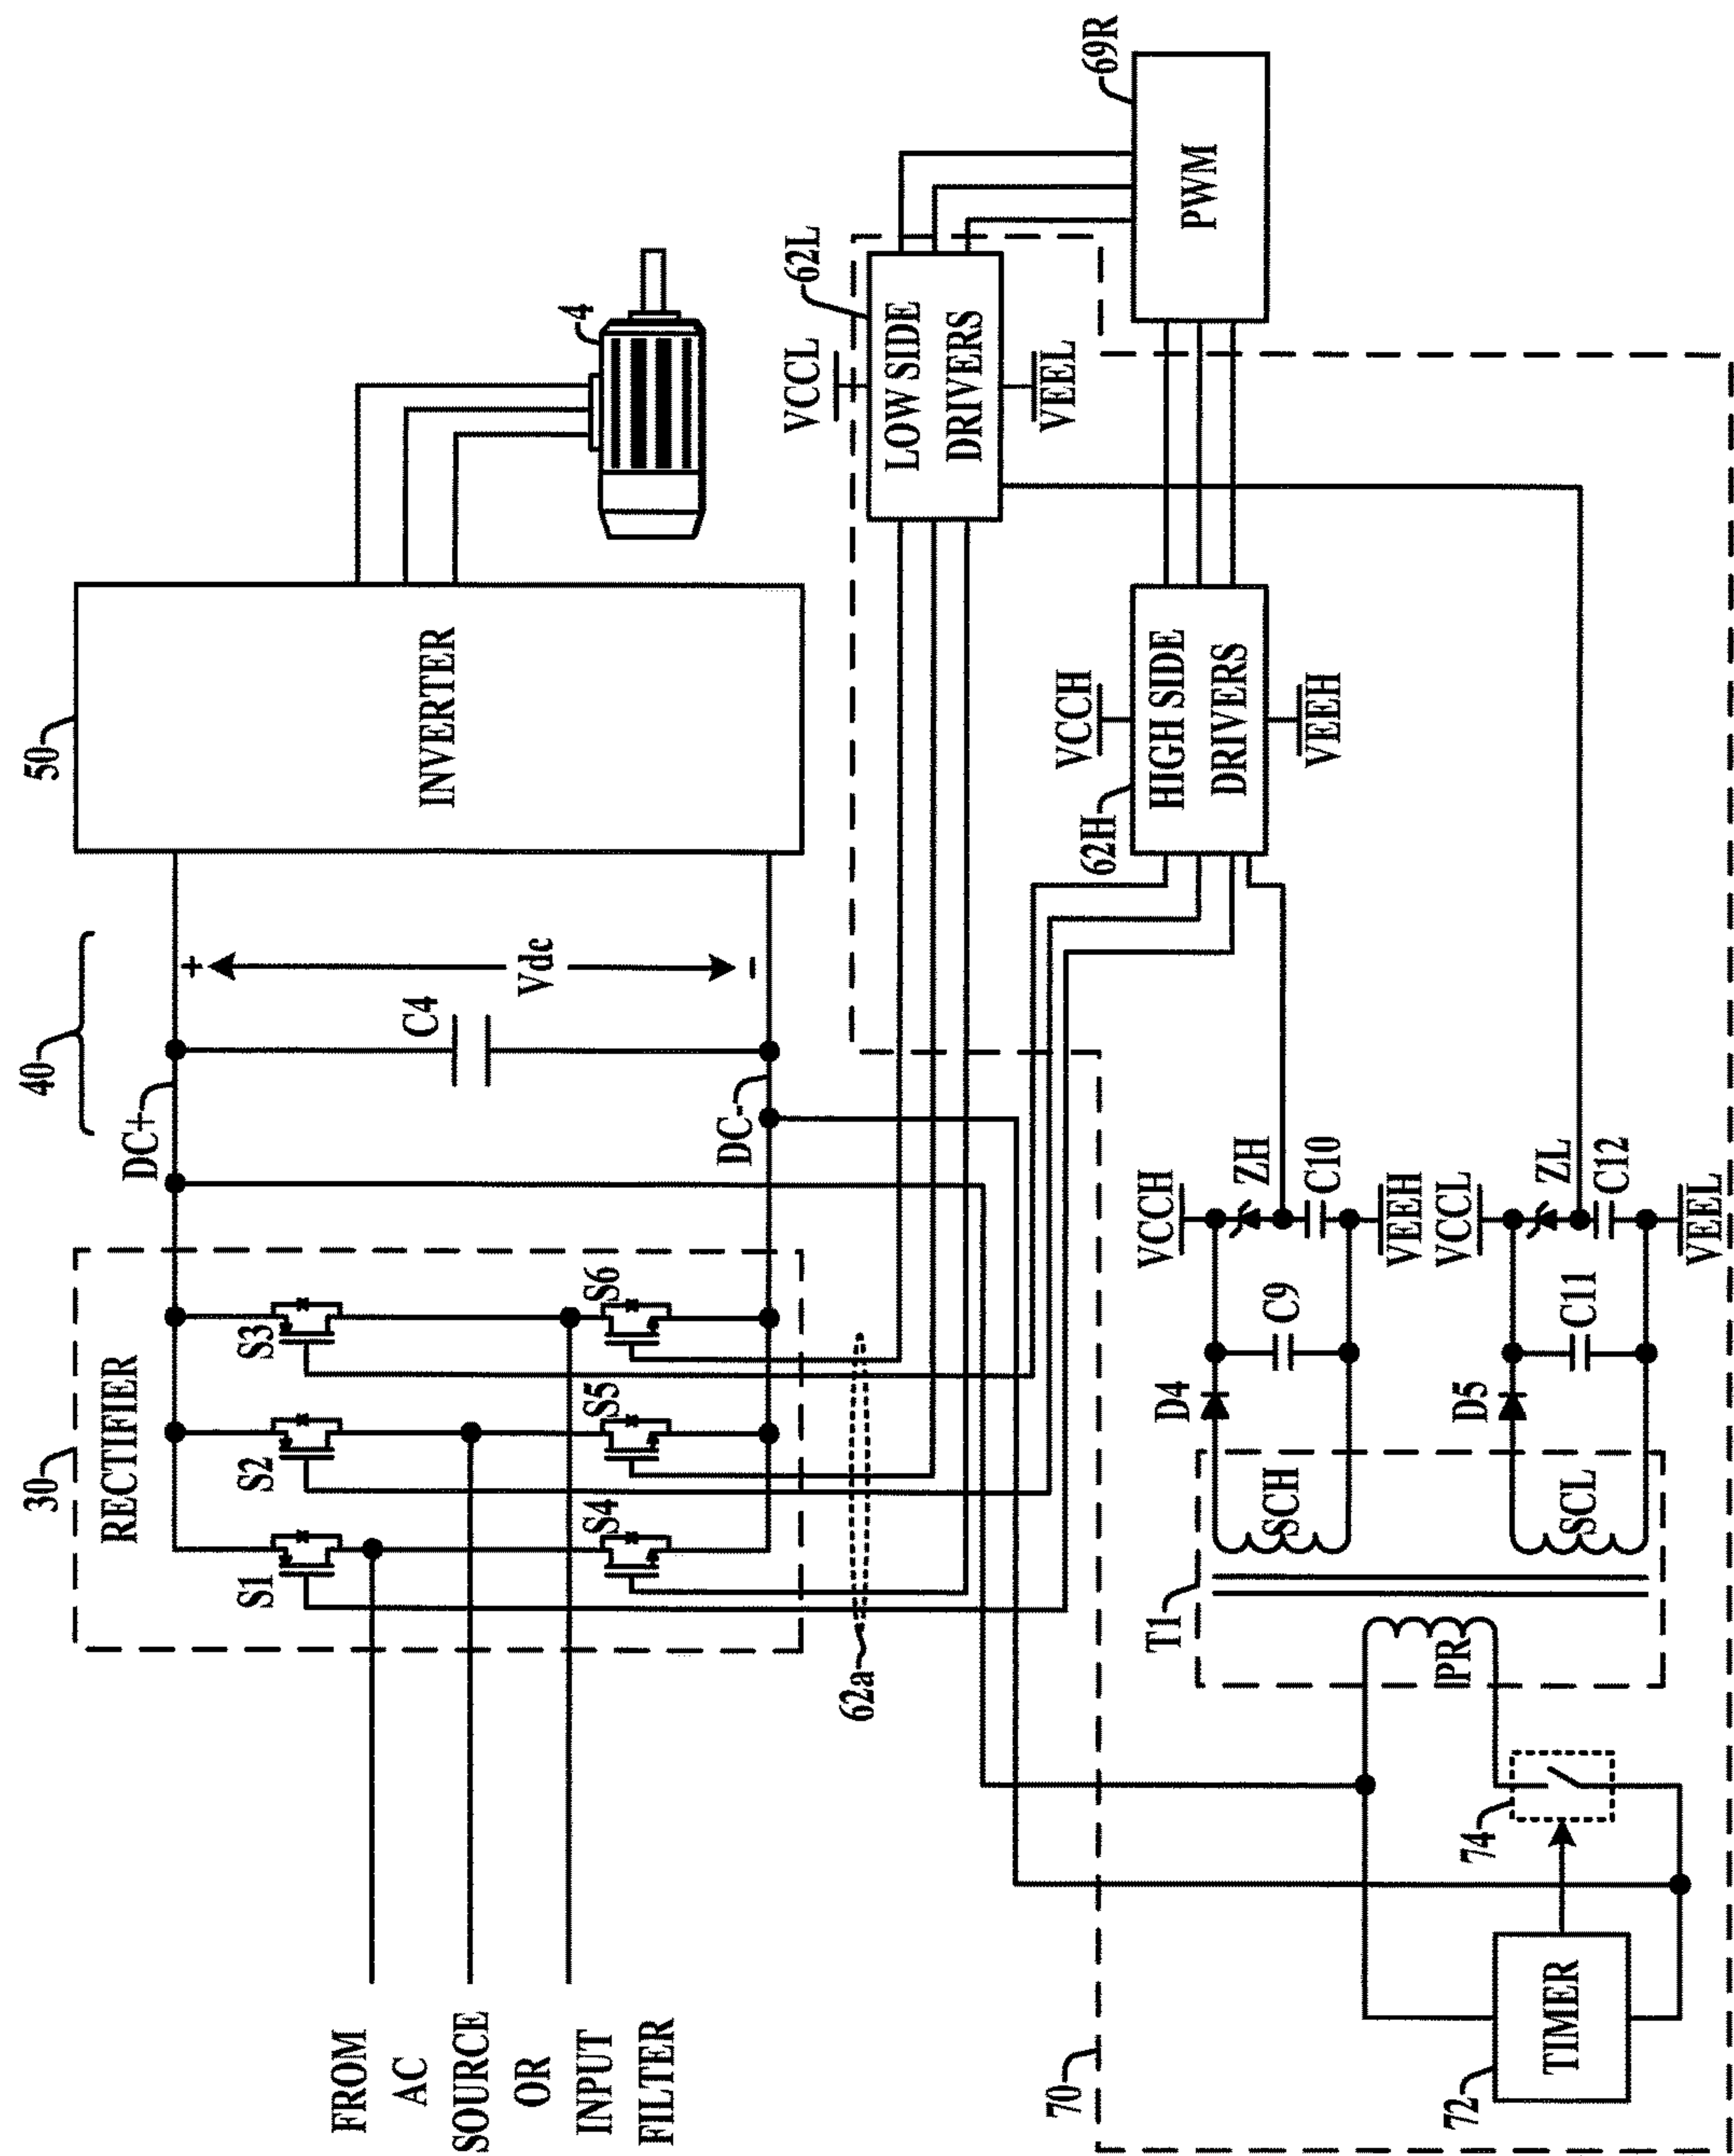 40
50
30
DC+
+
INVERTER
RECTIFIER
S1
S2
S3
C4
Vdc
4
FROM
AC
SOURCE
OR
INPUT
FILTER
S4
S5
S6
DC-
-
62a
VCCL
62L
LOW SIDE
DRIVERS
VEEL
69R
PWM
VCCH
62H
HIGH SIDE
DRIVERS
VEEH
70
T1
PR
SCH
D4
C9
VCCH
ZH
C10
VEEH
74
72
TIMER
SCL
D5
C11
VCCL
ZL
C12
VEEL